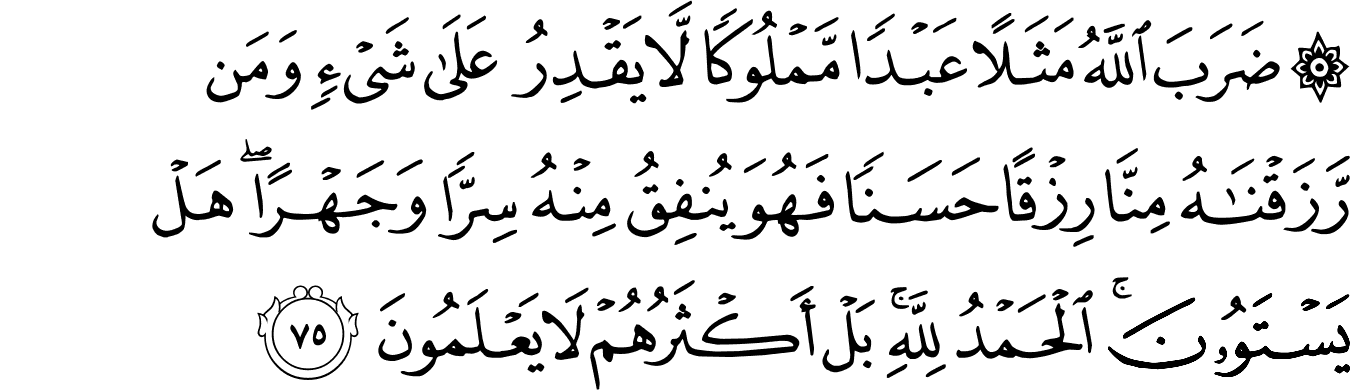 ۞ ضَرَبَ ٱللَّهُ مَثَلًا عَبْدًا مَّمْلُوكًا لَّا يَقْدِرُ عَلَىٰ شَىْءٍ وَمَن
رَّزَقْنَـٰهُ مِنَّا رِزْقًا حَسَنًا فَهُوَ يُنفِقُ مِنْهُ سِرًّا وَجَهْرًا ۖ هَلْ
يَسْتَوُۥنَ ۚ ٱلْحَمْدُ لِلَّهِ ۚ بَلْ أَكْثَرُهُمْ لَا يَعْلَمُونَ ٧٥